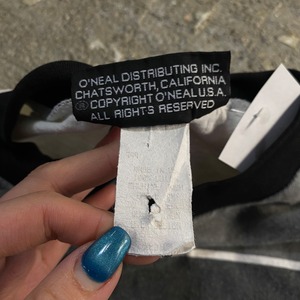 O'NEAL DISTRIBUTING INC.
CHATSWORTH, CALIFORNIA
© COPYRIGHT O'NEAL U.S.A.
ALL RIGHTS RESERVED